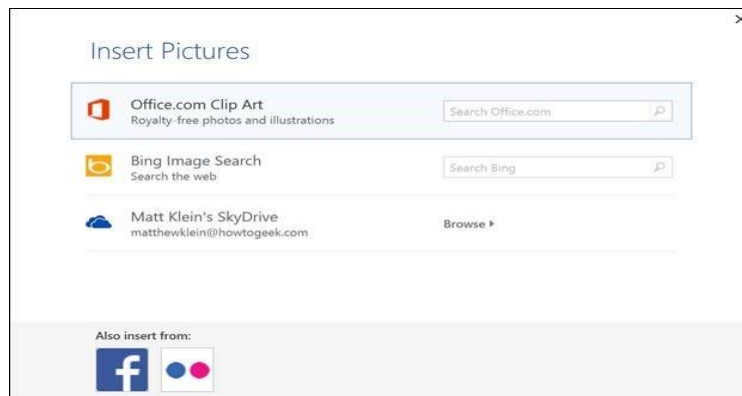 Insert Pictures
Office.com Clip Art
Royalty-free photos and illustrations
Search Office.com
Bing Image Search
Search the web
Search Bing
Matt Klein's SkyDrive
matthewklein@howtogeek.com
Browse
Also insert from: